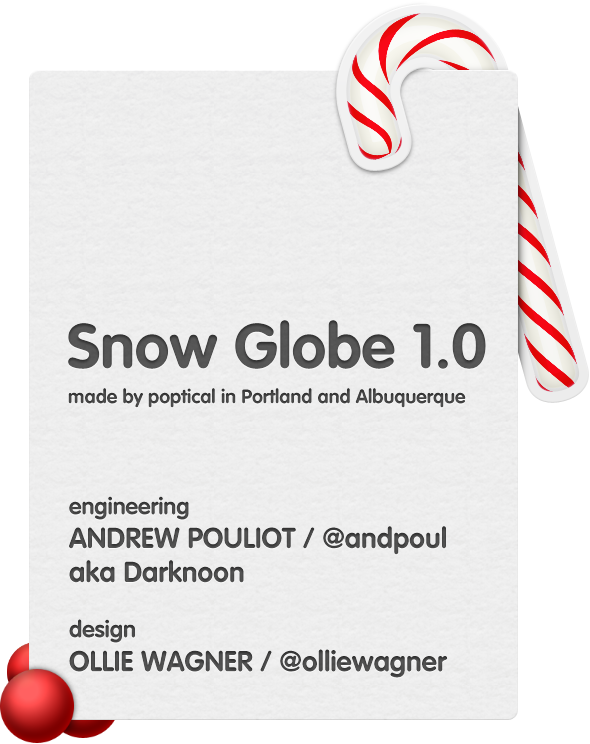 Snow Globe 1.0
made by poptical in Portland and Albuquerque
engineering
ANDREW POULIOT / @andpoul
aka Darknoon
design
OLLIE WAGNER / @olliewagner